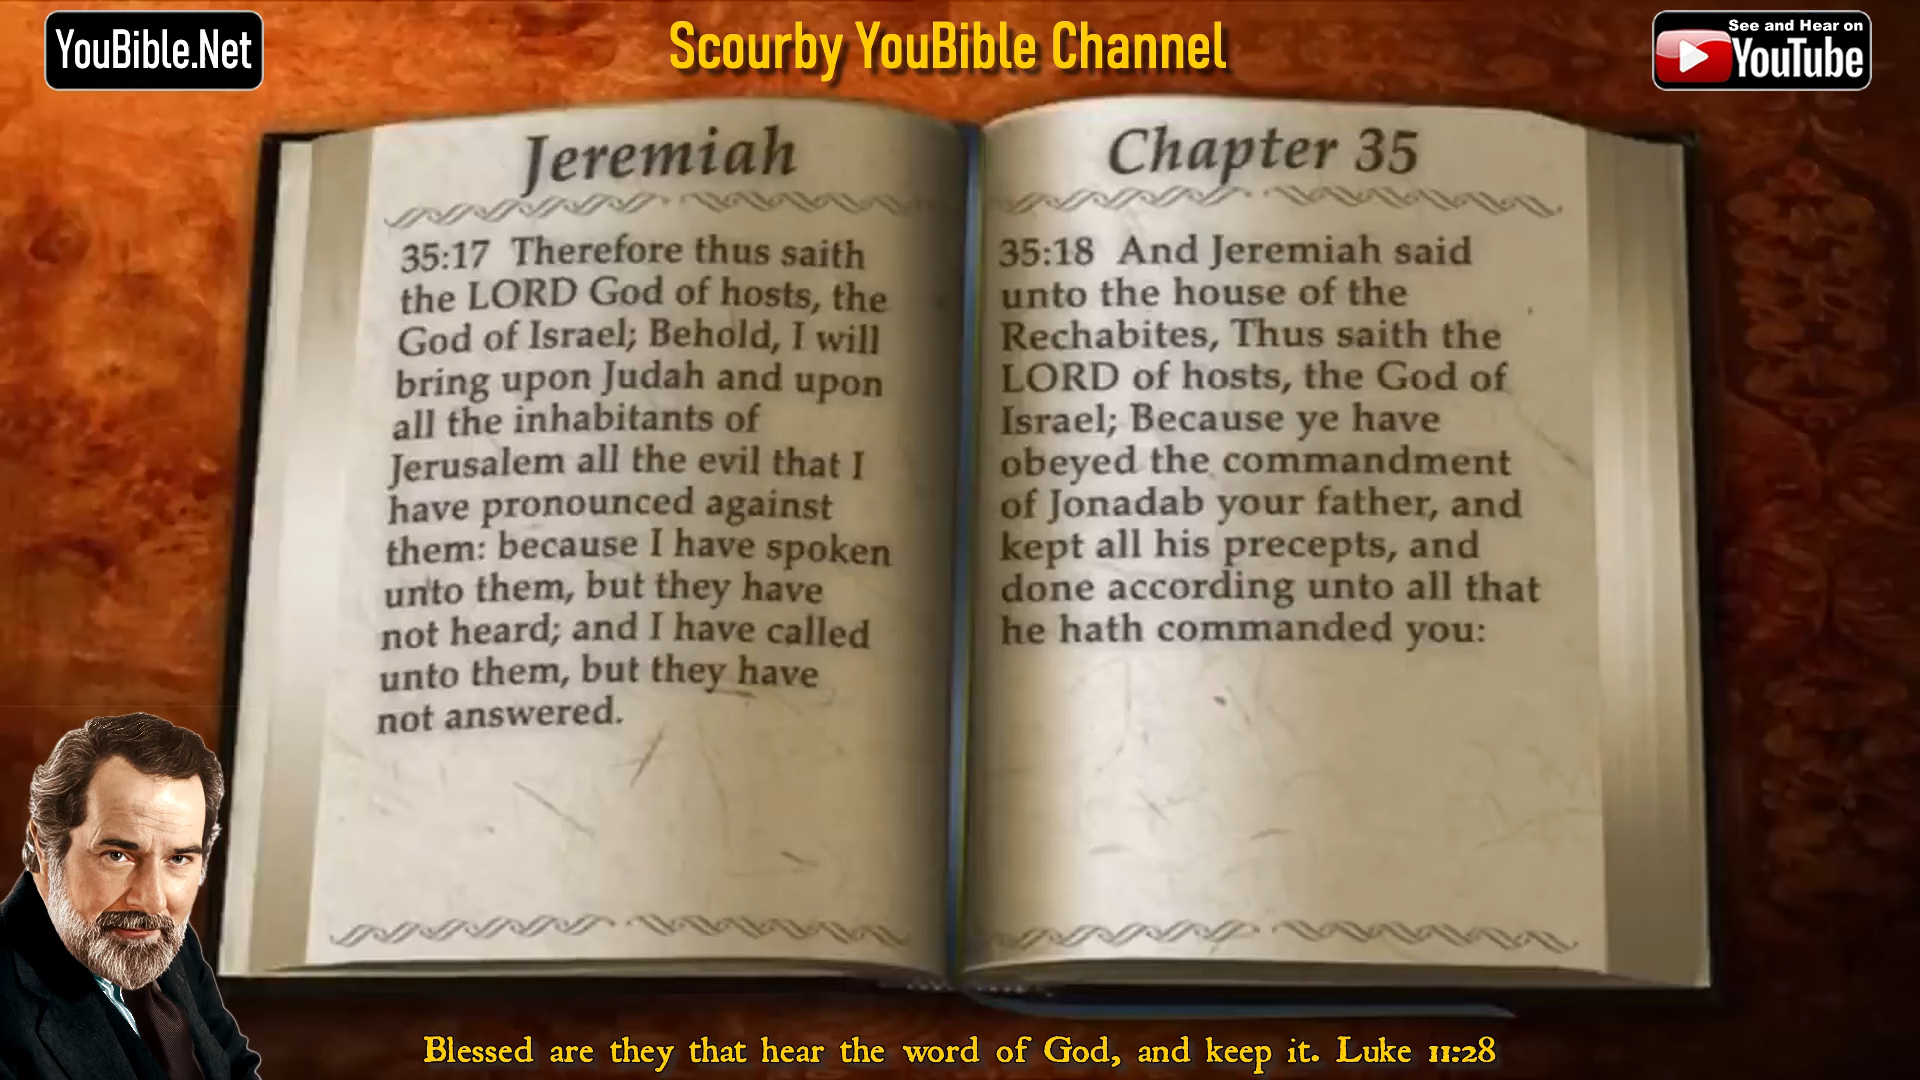 YouBible.Net
Scourby YouBible Channel
See and Hear on
YouTube
Jeremiah
35:17 Therefore thus saith
the LORD God of hosts, the
God of Israel; Behold, I will
bring upon Judah and upon
all the inhabitants of
Jerusalem all the evil that I
have pronounced against
them: because I have spoken
unto them, but they have
not heard; and I have called
unto them, but they have
not answered.
Chapter 35
35:18 And Jeremiah said
unto the house of the
Rechabites, Thus saith the
LORD of hosts, the God of
Israel; Because ye have
obeyed the commandment
of Jonadab your father, and
kept all his precepts, and
done according unto all that
he hath commanded you:
Blessed are they that hear the word of God, and keep it. Luke 11:28